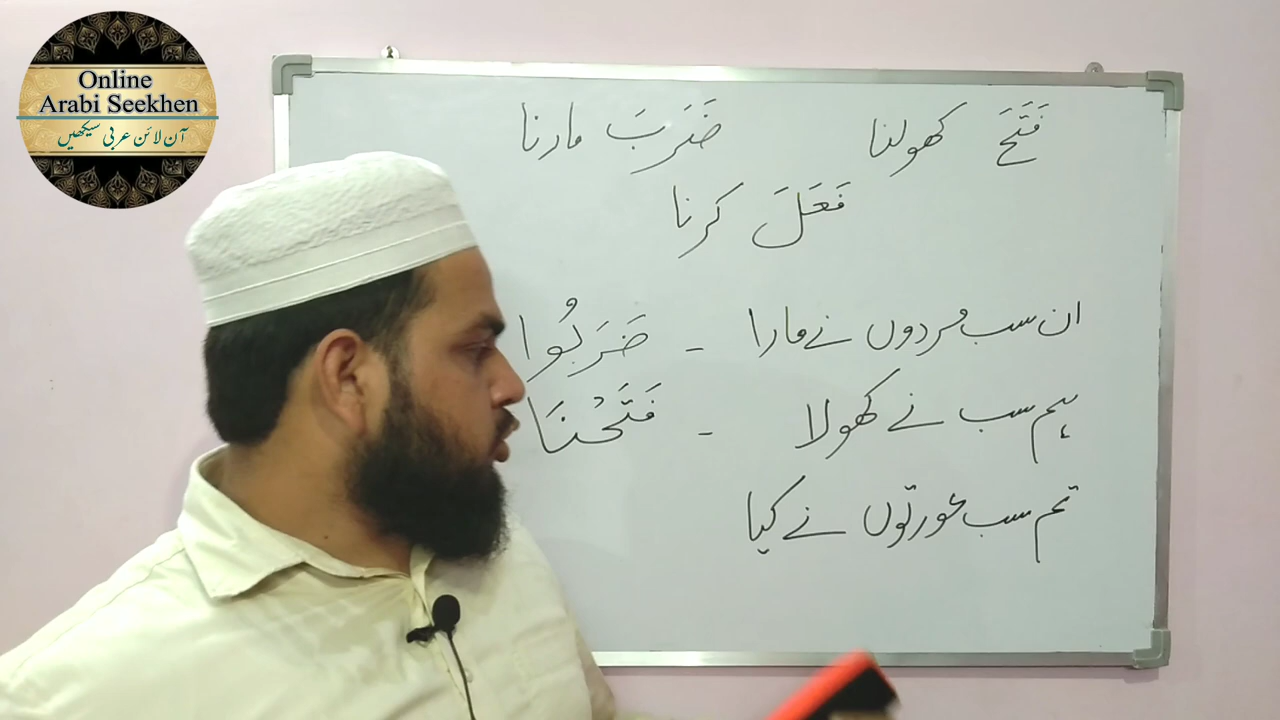 Online
Arabi Seekhen
آن لائن عربی سیکھیں
فَتَحَ کھولنا ضَرَبَ مارنا
فَعَلَ کرنا
ان سب مردوں نے مارا - ضَرَبُوا
ہم سب نے کھولا - فَتَحْنَا
تم سب عورتوں نے کیا